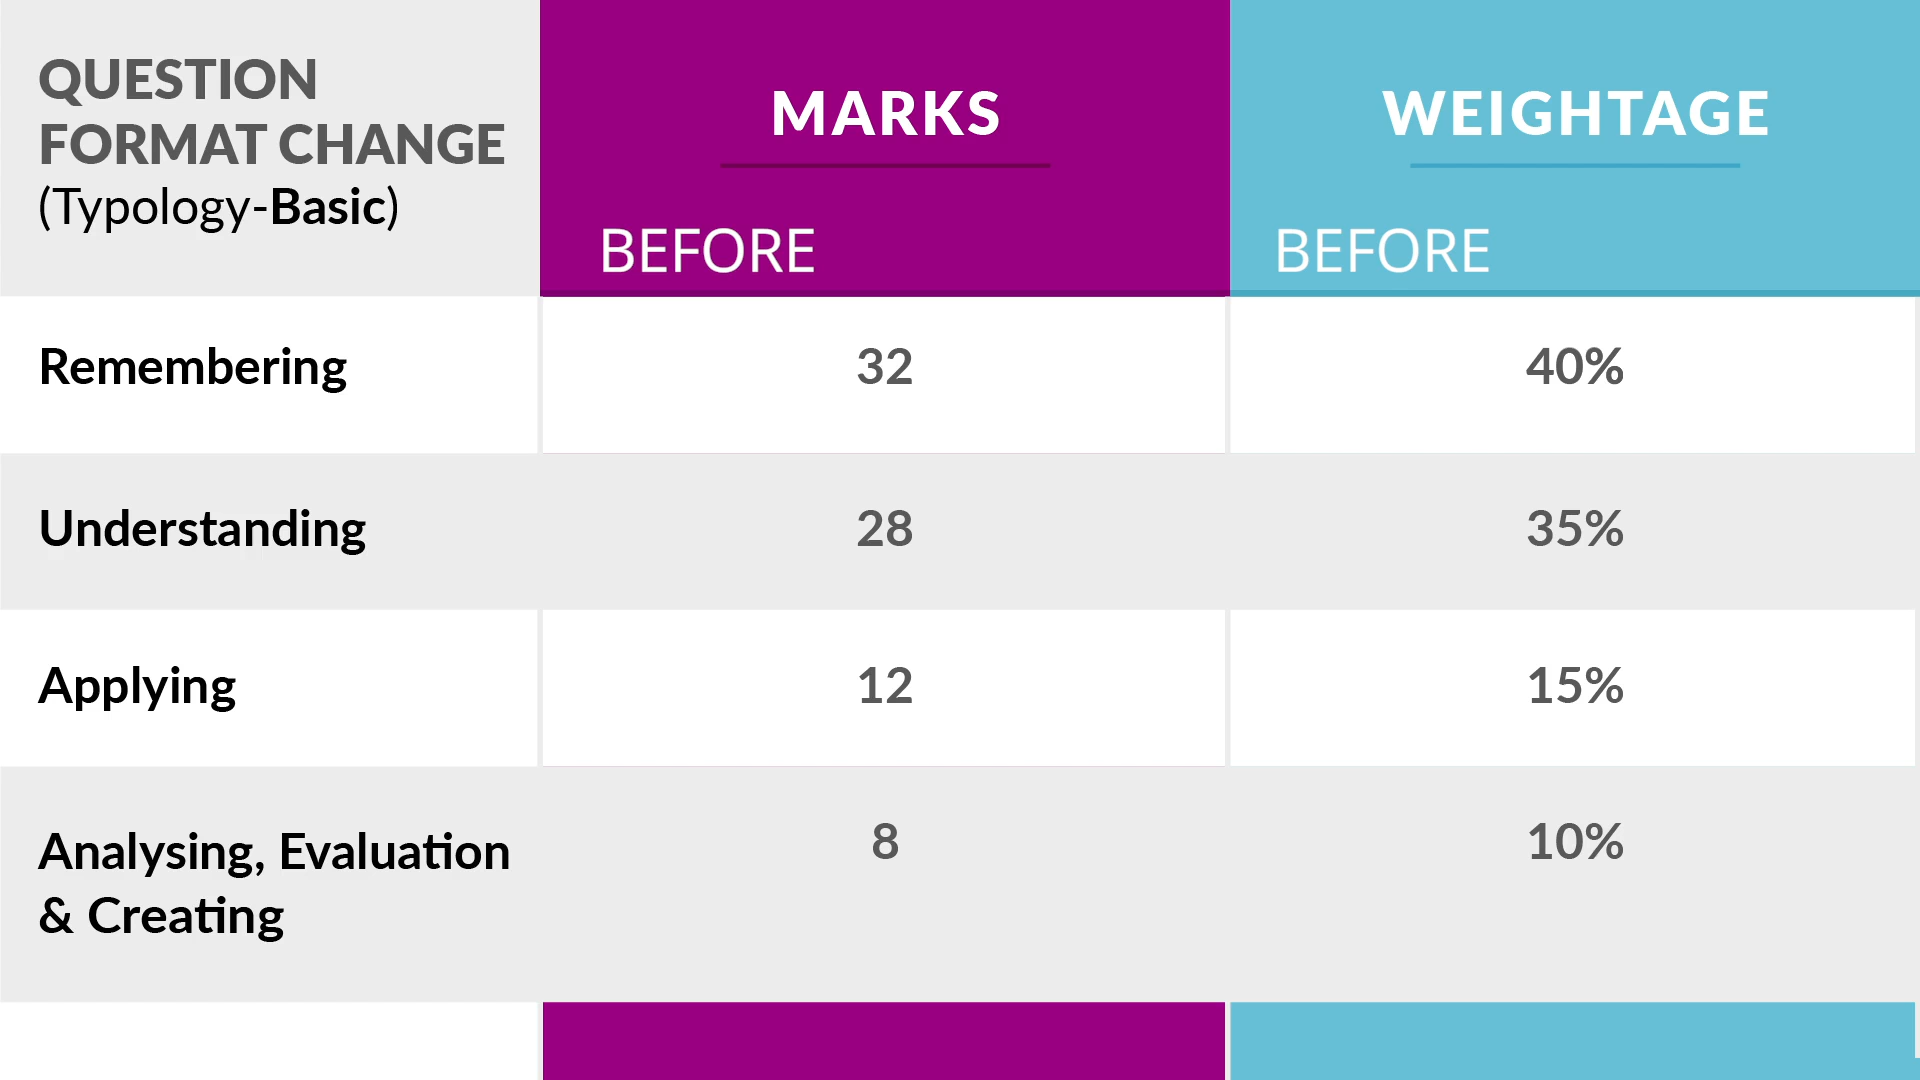 QUESTION
FORMAT CHANGE
(Typology-Basic)
MARKS
WEIGHTAGE
BEFORE
BEFORE
Remembering
32
40%
Understanding
28
35%
Applying
12
15%
Analysing, Evaluation
& Creating
8
10%